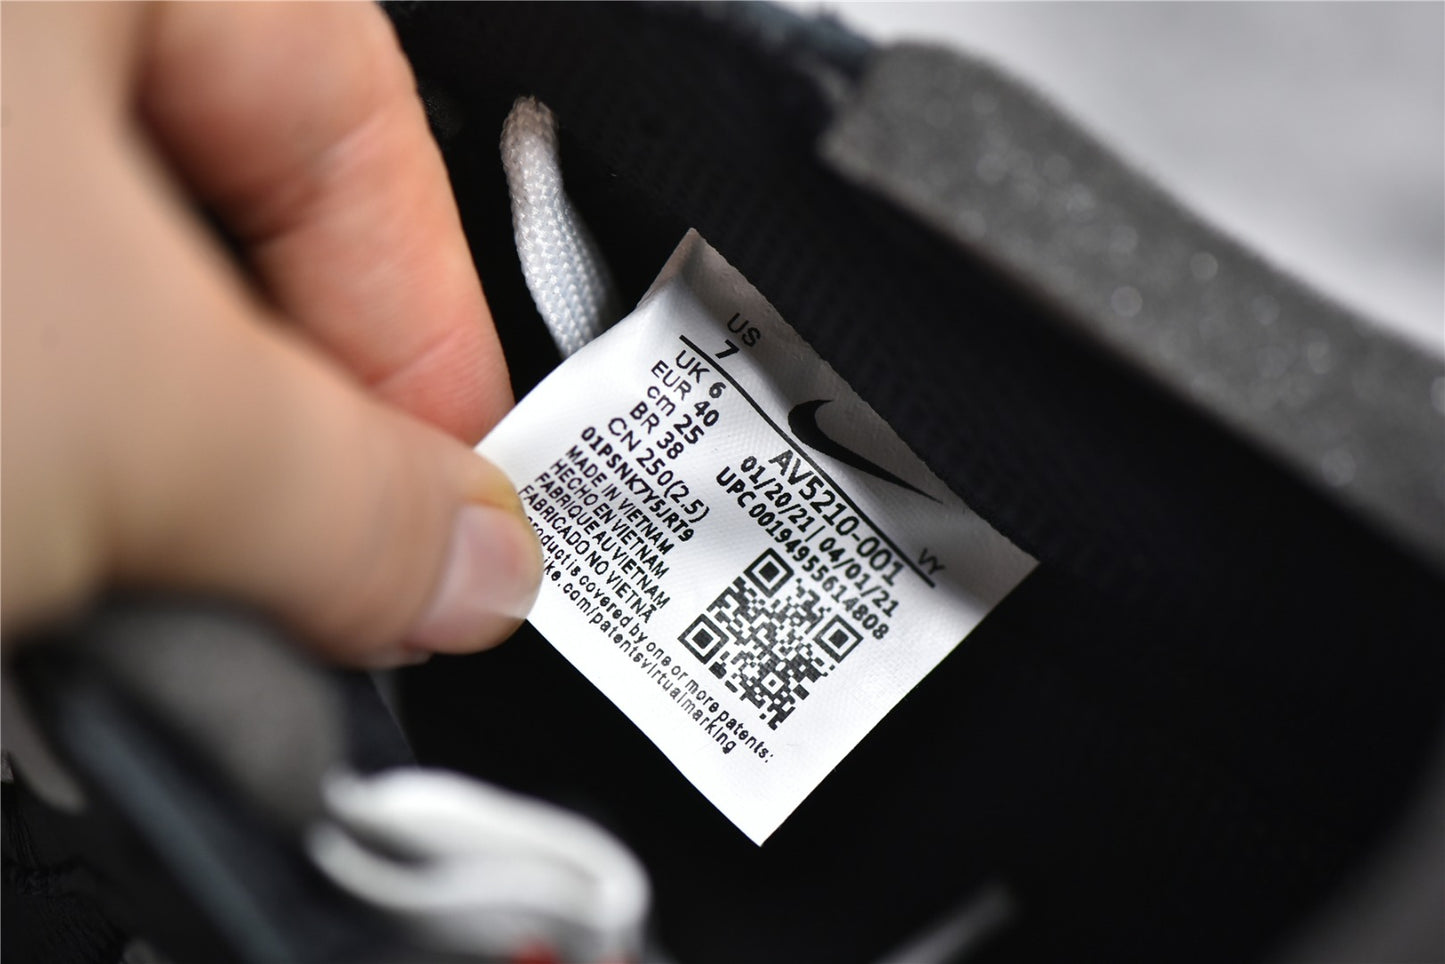 US
7
UK 6
EUR 40
cm 25
BR 38
CN 250(2.5)
01PSNK7Y5JRT9
MADE IN VIETNAM
HECHO EN VIETNAM
FABRIQUE AU VIETNAM
FABRICADO NO VIETNÃ
is covered by one or more patents:
.com/patentsvirtualmarking
AV5210-001
VY
01/20/21 | 04/01/21
UPC 00194955614808